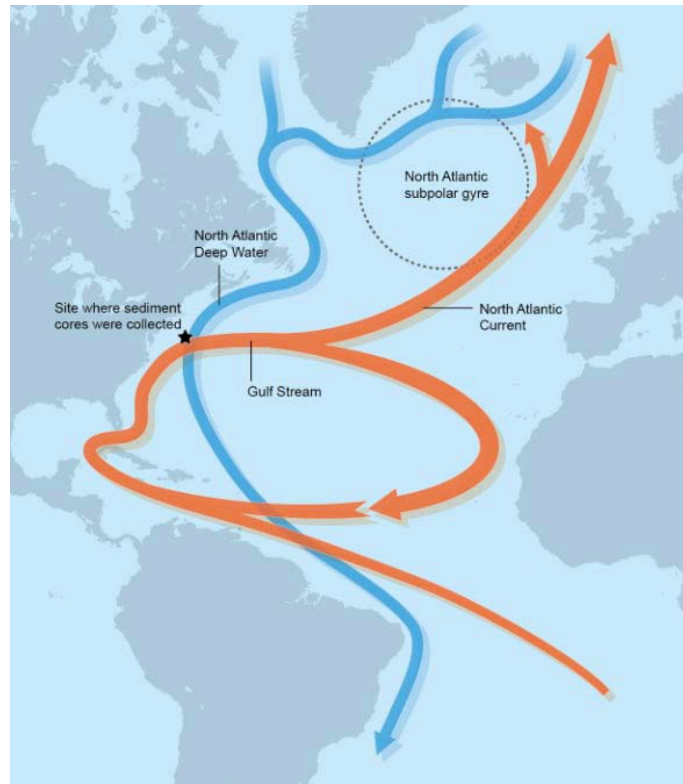 North Atlantic
subpolar gyre
North Atlantic
Deep Water
Site where sediment
cores were collected
North Atlantic
Current
Gulf Stream